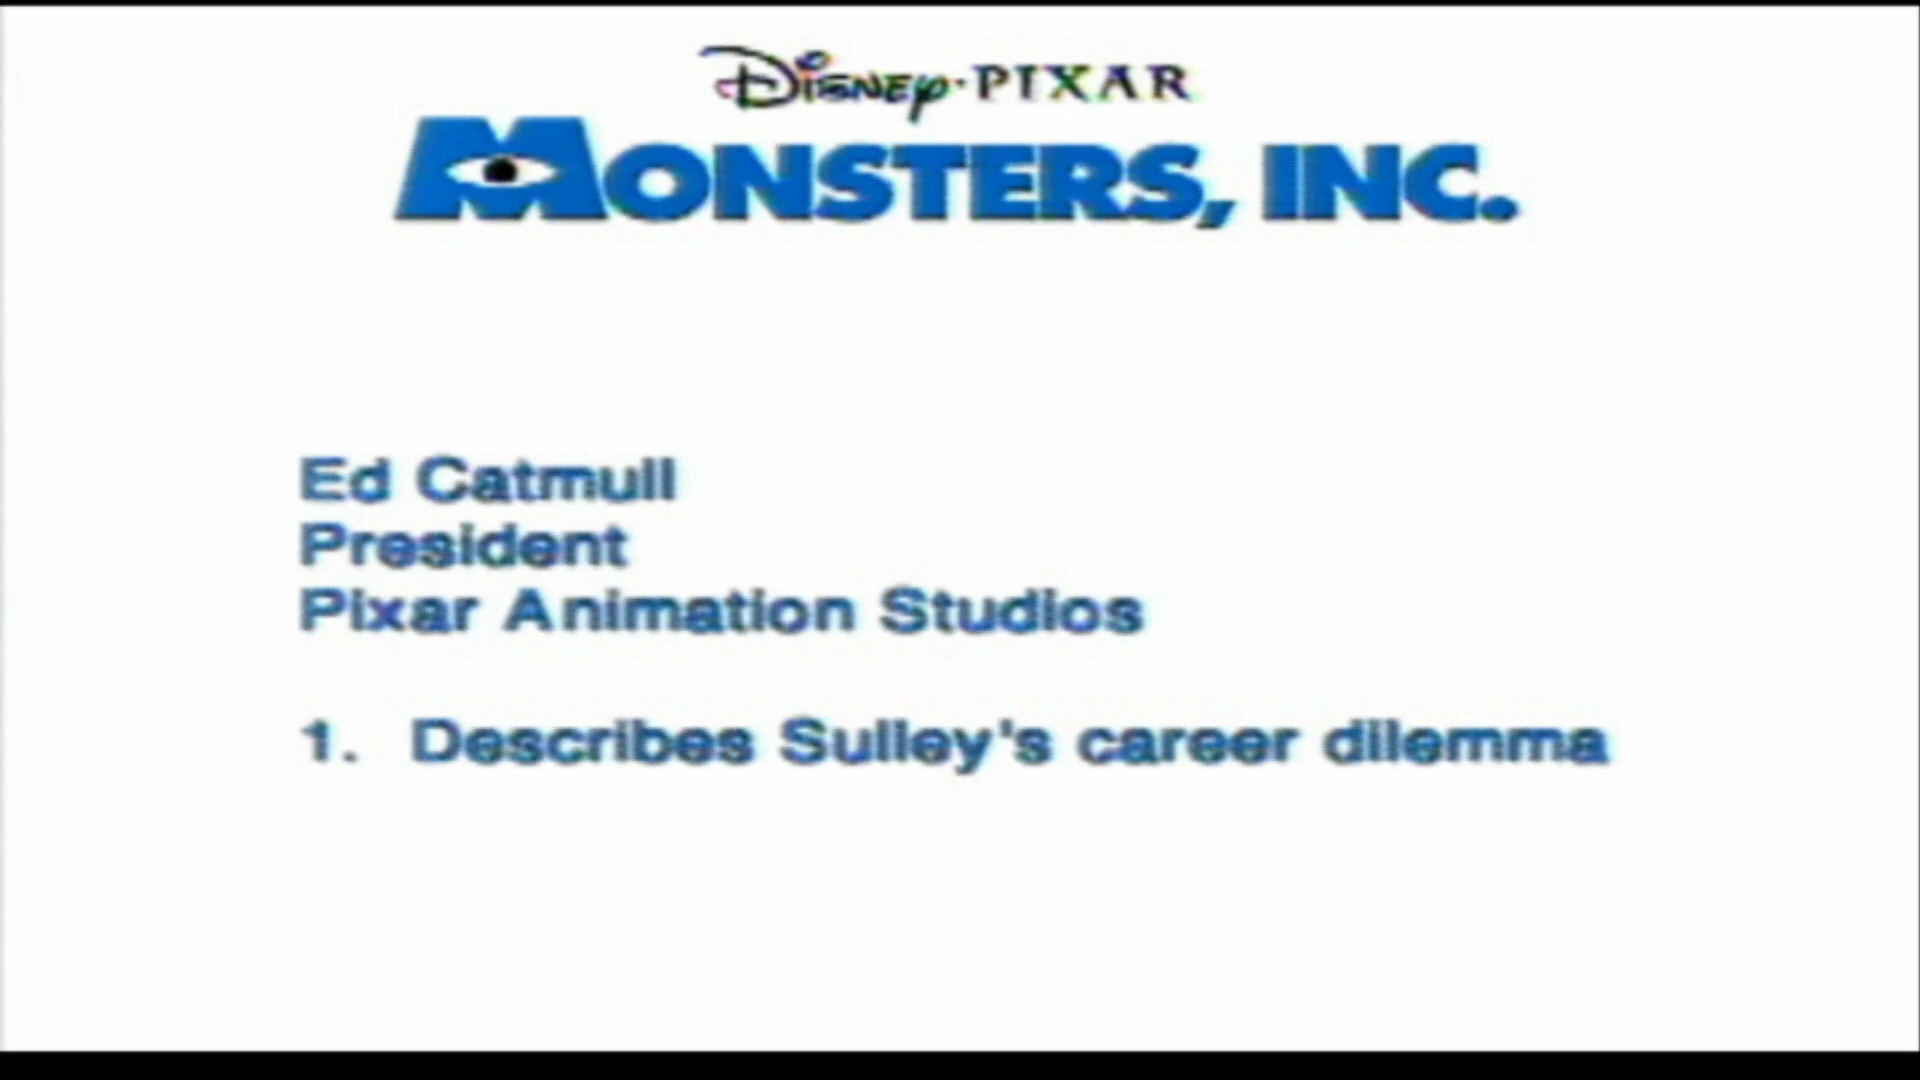 Disney·PIXAR
MONSTERS, INC.
Ed Catmull
President
Pixar Animation Studios
1. Describes Sulley's career dilemma